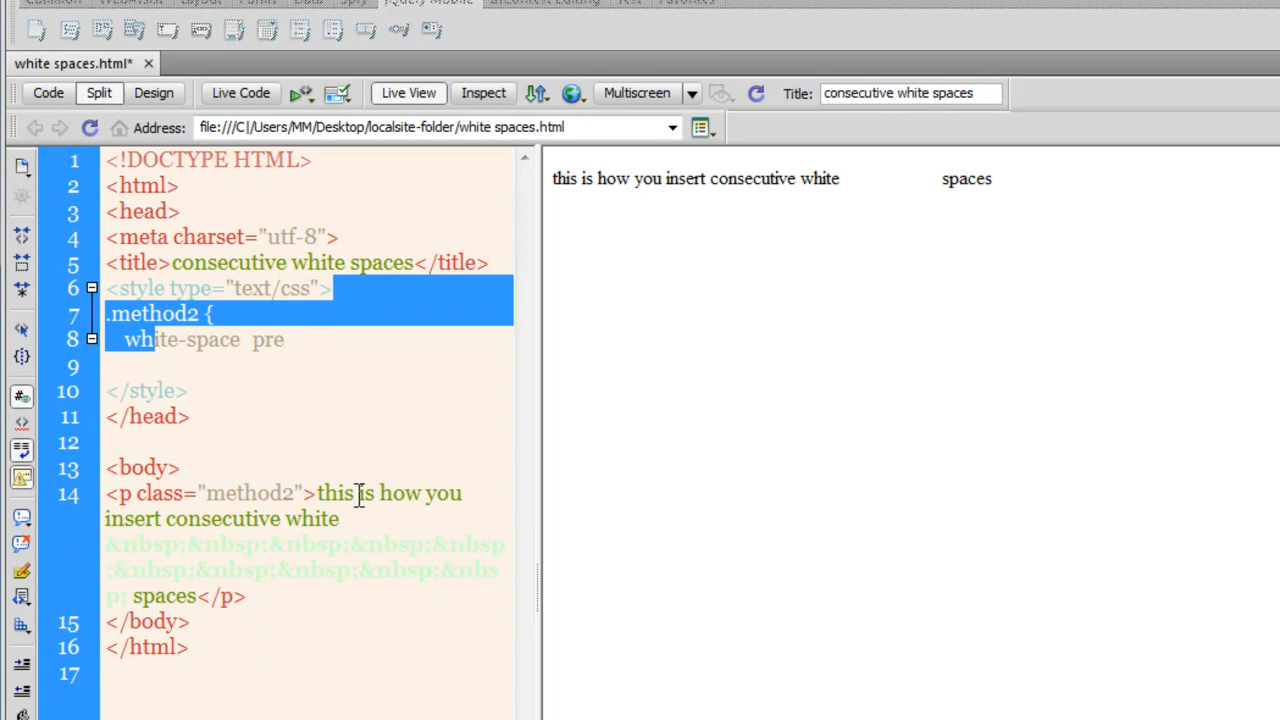 white spaces.html* ×
Code Split Design Live Code Live View Inspect Multiscreen Title: consecutive white spaces
Address: file:///C|/Users/MM/Desktop/localsite-folder/white spaces.html
1 <!DOCTYPE HTML>
2 <html>
3 <head>
4 <meta charset="utf-8">
5 <title>consecutive white spaces</title>
6 <style type="text/css">
7 .method2 {
8 white-space pre
9
10 </style>
11 </head>
12
13 <body>
14 <p class="method2">this is how you
insert consecutive white
&nbsp;&nbsp;&nbsp;&nbsp;&nbsp
;&nbsp;&nbsp;&nbsp;&nbsp;&nbs
p; spaces</p>
15 </body>
16 </html>
17
this is how you insert consecutive white spaces